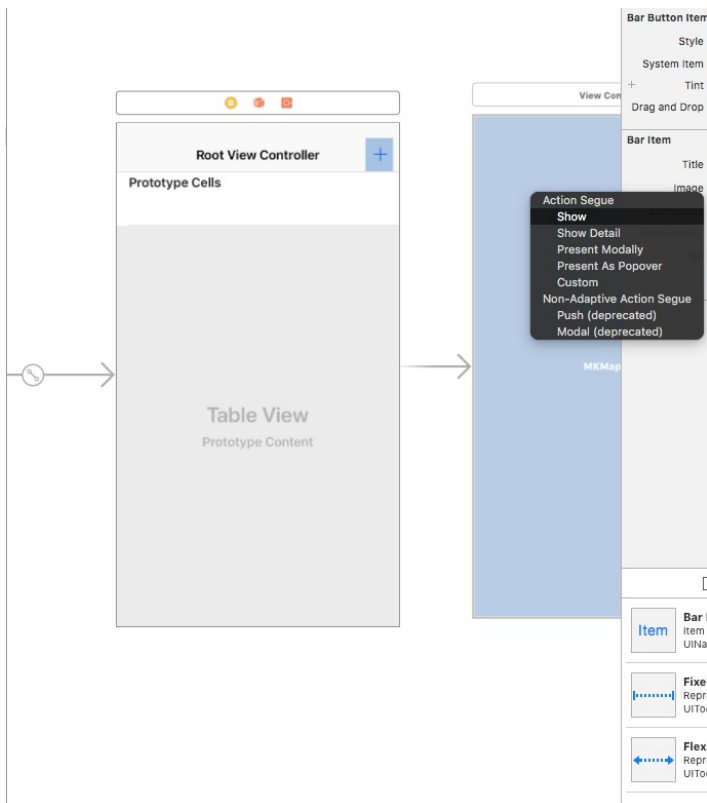 Root View Controller
Prototype Cells
Table View
Prototype Content
View Con
MKMap
Action Segue
Show
Show Detail
Present Modally
Present As Popover
Custom
Non-Adaptive Action Segue
Push (deprecated)
Modal (deprecated)
Bar Button Item
Style
System Item
+ Tint
Drag and Drop
Bar Item
Title
Image
Item
Bar
item
UINa
Fixe
Repr
UIToo
Flex
Repr
UIToo